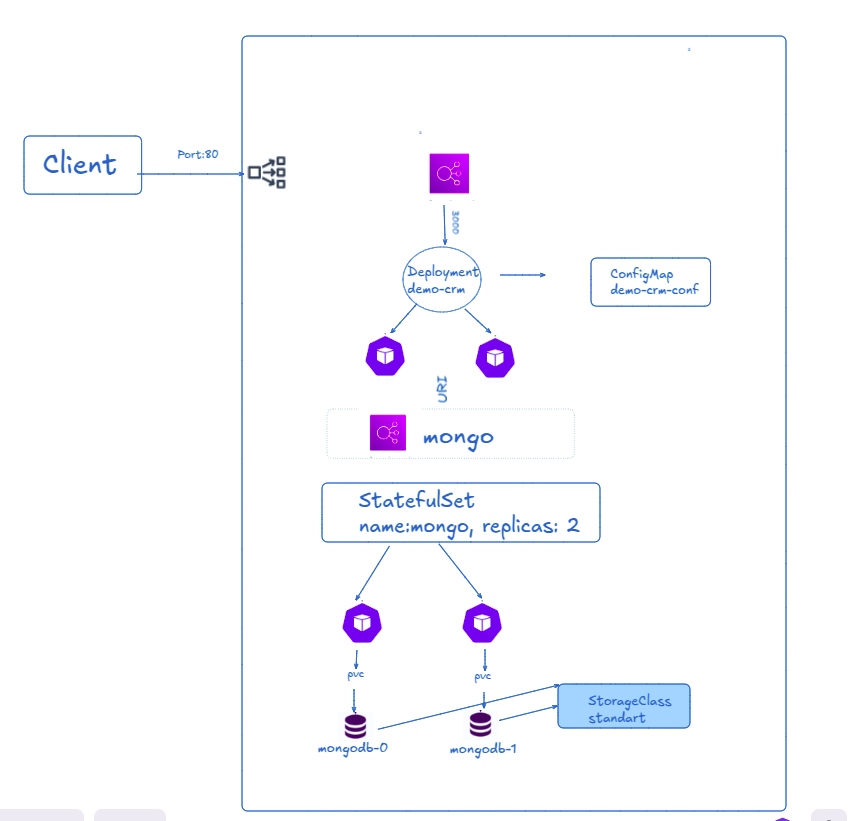 Client
Port:80
3000
Deployment
demo-crm
ConfigMap
demo-crm-conf
URI
mongo
StatefulSet
name:mongo, replicas: 2
pvc
pvc
StorageClass
standart
mongodb-0
mongodb-1